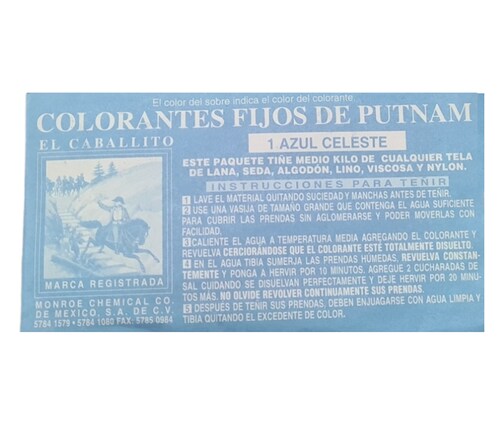 El color del sobre indica el color del colorante
COLORANTES FIJOS DE PUTNAM
EL CABALLITO
MARCA REGISTRADA
MONROE CHEMICAL CO.
DE MEXICO, S.A. DE C.V.
5784 1579 • 5784 1080 FAX: 5785 0984
1 AZUL CELESTE
ESTE PAQUETE TIÑE MEDIO KILO DE CUALQUIER TELA
DE LANA, SEDA, ALGODÓN, LINO, VISCOSA Y NYLON.
INSTRUCCIONES PARA TEÑIR
1 LAVE EL MATERIAL QUITANDO SUCIEDAD Y MANCHAS ANTES DE TEÑIR.
2 USE UNA VASIJA DE TAMAÑO GRANDE QUE CONTENGA EL AGUA SUFICIENTE
PARA CUBRIR LAS PRENDAS SIN AGLOMERARSE Y PODER MOVERLAS CON
FACILIDAD.
3 CALIENTE EL AGUA A TEMPERATURA MEDIA AGREGANDO EL COLORANTE Y
REVUELVA CERCIORÁNDOSE QUE EL COLORANTE ESTÉ TOTALMENTE DISUELTO.
4 EN EL AGUA TIBIA SUMERJA LAS PRENDAS HÚMEDAS, REVUELVA CONSTAN-
TEMENTE Y PONGA A HERVIR POR 10 MINUTOS. AGREGUE 2 CUCHARADAS DE
SAL CUIDANDO SE DISUELVAN PERFECTAMENTE Y DEJE HERVIR POR 20 MINU-
TOS MÁS. NO OLVIDE REVOLVER CONTINUAMENTE SUS PRENDAS.
5 DESPUÉS DE TEÑIR SUS PRENDAS, DEBEN ENJUAGARSE CON AGUA LIMPIA Y
TIBIA QUITANDO EL EXCEDENTE DE COLOR.